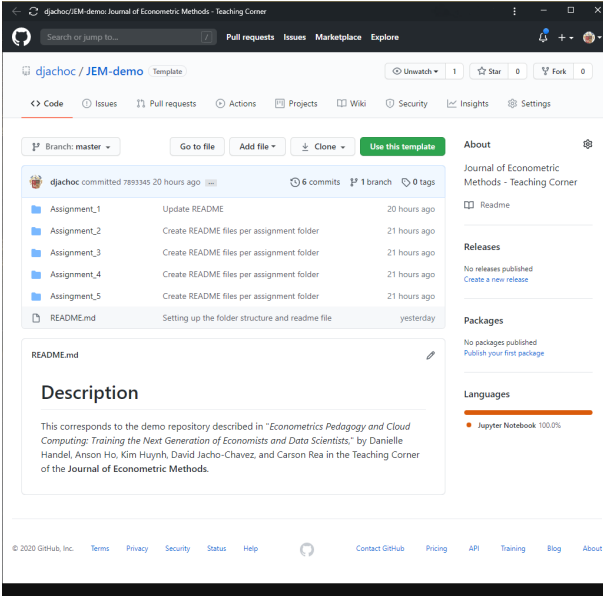 djachoc/JEM-demo: Journal of Econometric Methods - Teaching Corner
Search or jump to... / Pull requests Issues Marketplace Explore
djachoc / JEM-demo Template Unwatch 1 Star 0 Fork 0
Code Issues Pull requests Actions Projects Wiki Security Insights Settings
Branch: master Go to file Add file Clone Use this template
djachoc committed 7893345 20 hours ago ... 6 commits 1 branch 0 tags
Assignment_1 Update README 20 hours ago
Assingment_2 Create README files per assignment folder 21 hours ago
Assingment_3 Create README files per assignment folder 21 hours ago
Assingment_4 Create README files per assignment folder 21 hours ago
Assingment_5 Create README files per assignment folder 21 hours ago
README.md Setting up the folder structure and readme file yesterday
README.md
Description
This corresponds to the demo repository described in "Econometrics Pedagogy and Cloud
Computing: Training the Next Generation of Economists and Data Scientists," by Danielle
Handel, Anson Ho, Kim Huynh, David Jacho-Chavez, and Carson Rea in the Teaching Corner
of the Journal of Econometric Methods.
About
Journal of Econometric
Methods - Teaching Corner
Readme
Releases
No releases published
Create a new release
Packages
No packages published
Publish your first package
Languages
Jupyter Notebook 100.0%
© 2020 GitHub, Inc. Terms Privacy Security Status Help Contact GitHub Pricing API Training Blog About